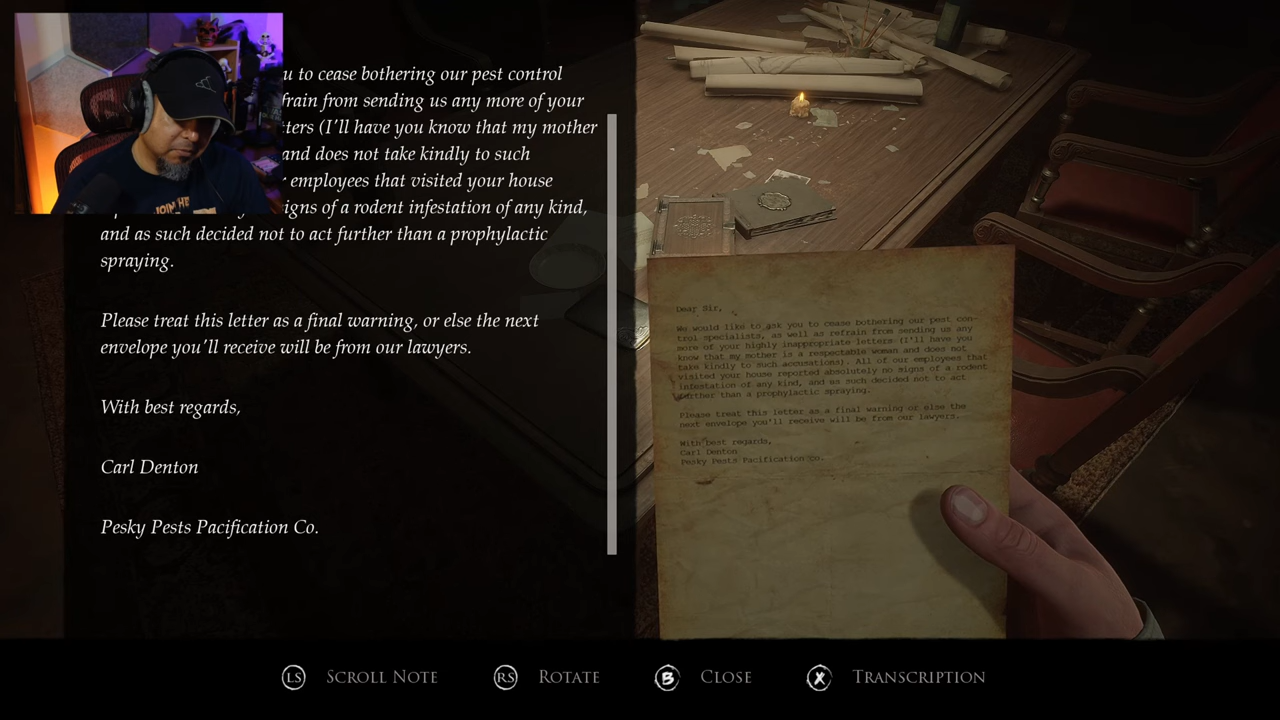 u to cease bothering our pest control
frain from sending us any more of your
tters (I'll have you know that my mother
and does not take kindly to such
r employees that visited your house
igns of a rodent infestation of any kind,
and as such decided not to act further than a prophylactic
spraying.
Please treat this letter as a final warning, or else the next
envelope you'll receive will be from our lawyers.
With best regards,
Carl Denton
Pesky Pests Pacification Co.
Dear Sir,
We would like to ask you to cease bothering our pest con-
trol specialists, as well as refrain from sending us any
more of your highly inappropriate letters (I'll have you
know that my mother is a respectable woman and does not
take kindly to such accusations). All of our employees that
visited your house reported absolutely no signs of a rodent
infestation of any kind, and as such decided not to act
further than a prophylactic spraying.
Please treat this letter as a final warning or else the
next envelope you'll receive will be from our lawyers.
With best regards,
Carl Denton
Pesky Pests Pacification Co.
JOIN
LS SCROLL NOTE RS ROTATE B CLOSE X TRANSCRIPTION